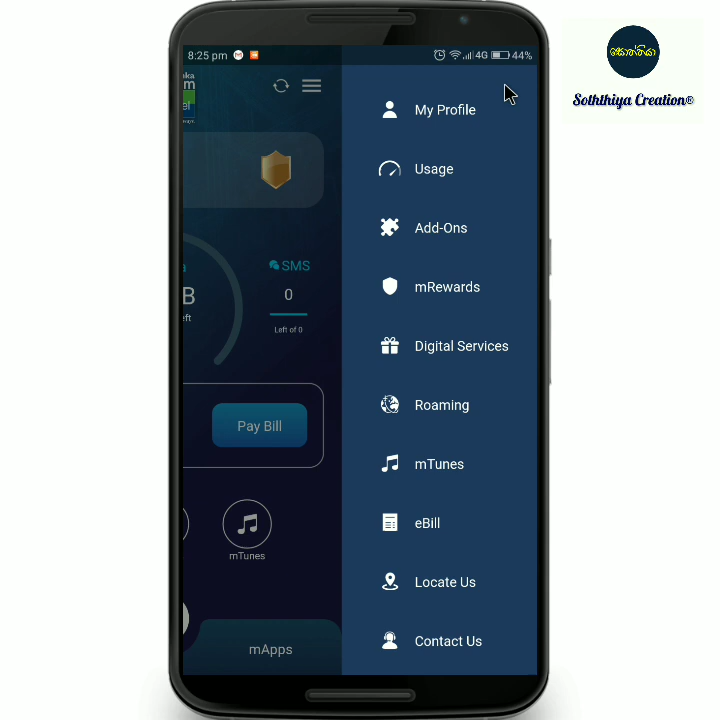 8:25 pm
4G 44%
සොත්තියා
Soththiya Creation®
My Profile
Usage
Add-Ons
SMS
0
mRewards
Left of 0
Digital Services
Pay Bill
Roaming
mTunes
eBill
mTunes
Locate Us
mApps
Contact Us